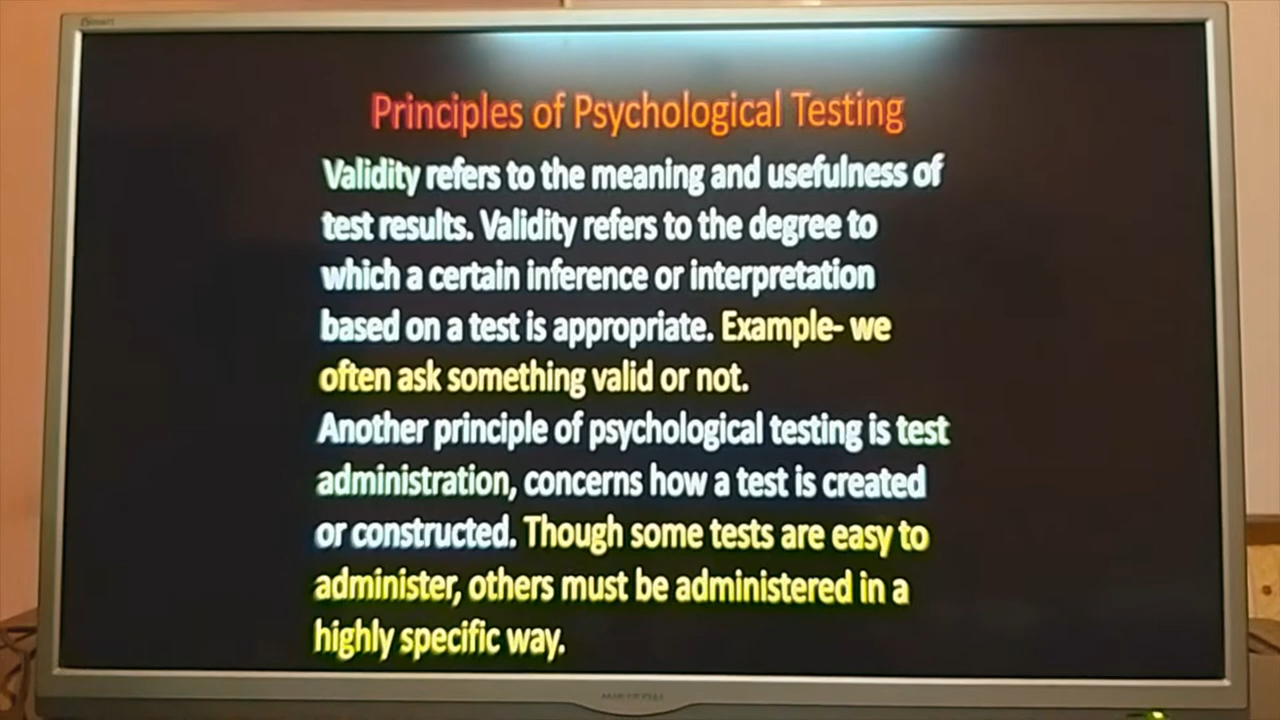 Principles of Psychological Testing
Validity refers to the meaning and usefulness of
test results. Validity refers to the degree to
which a certain inference or interpretation
based on a test is appropriate. Example- we
often ask something valid or not.
Another principle of psychological testing is test
administration, concerns how a test is created
or constructed. Though some tests are easy to
administer, others must be administered in a
highly specific way.